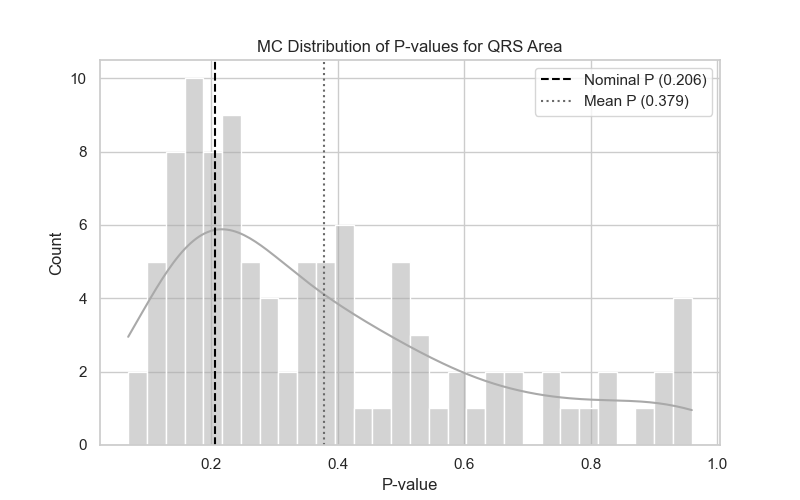 MC Distribution of P-values for QRS Area
Nominal P (0.206)
Mean P (0.379)
Count
10
8
6
4
2
0
0.2
0.4
0.6
0.8
1.0
P-value